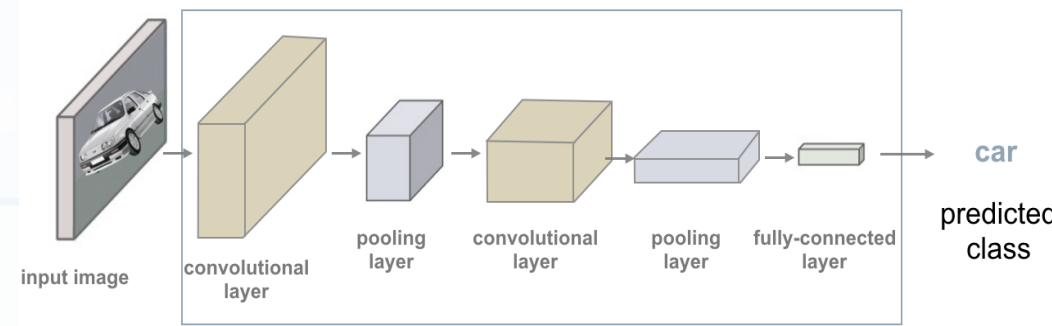 input image
convolutional
layer
pooling
layer
convolutional
layer
pooling
layer
fully-connected
layer
car
predicted
class